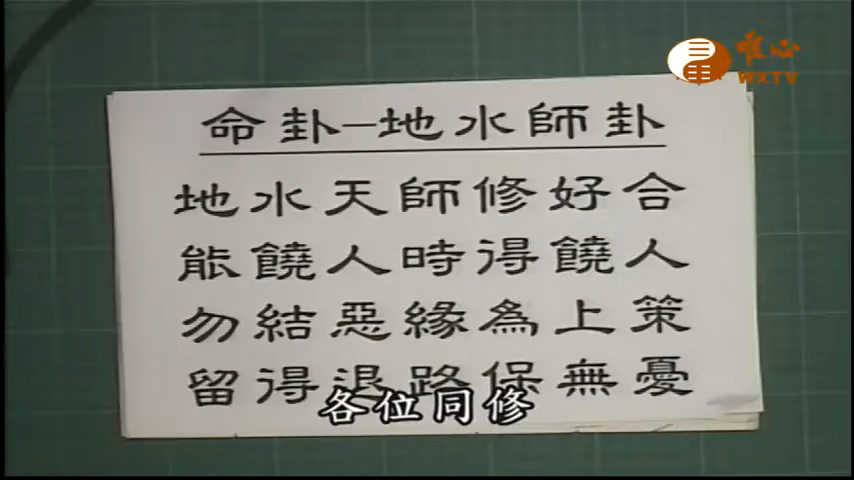 唯心
WXTV
命卦－地水師卦
地水天師修好合
能饒人時得饒人
勿結惡緣為上策
留得退路保無憂
各位同修